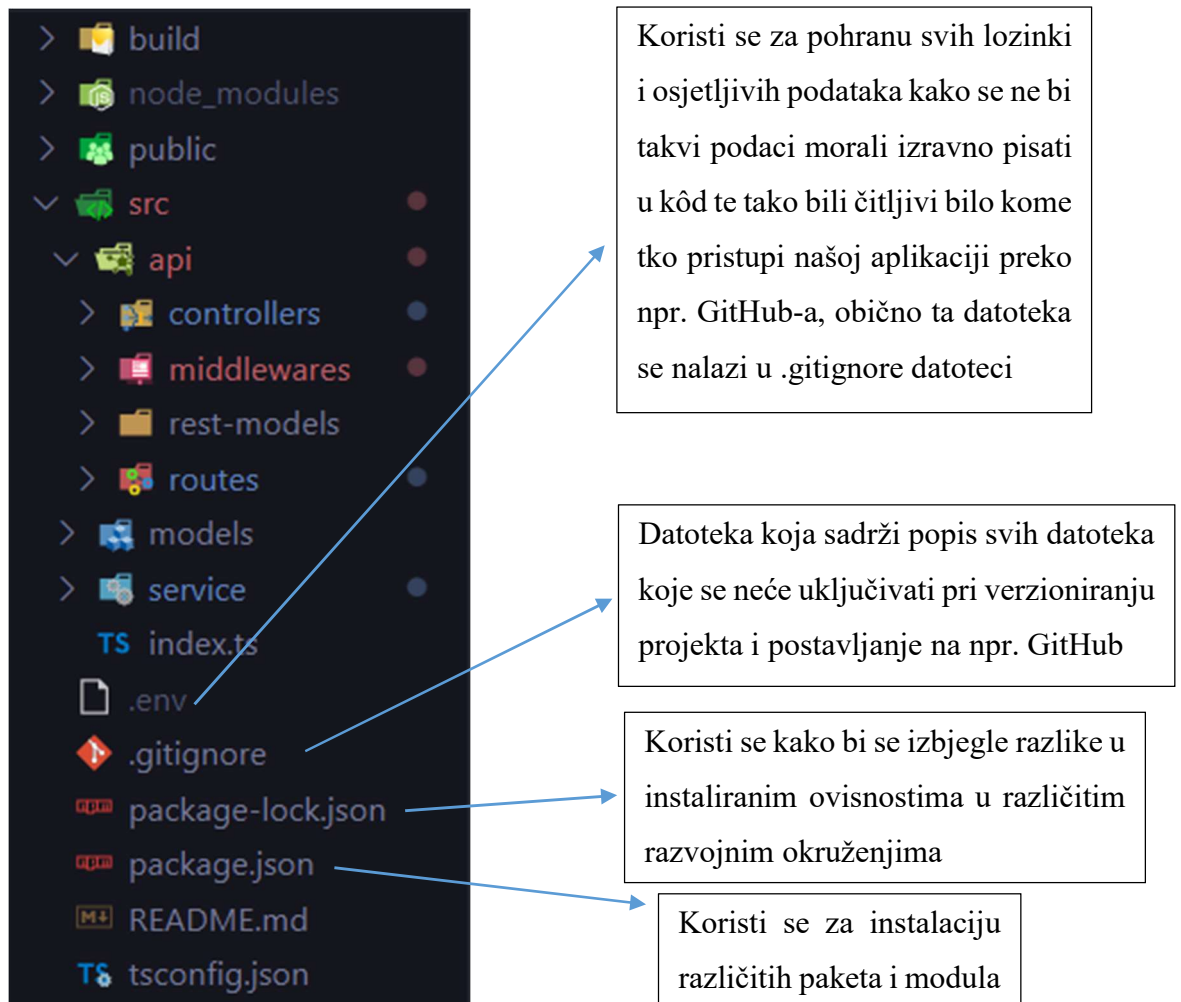 build
node_modules
public
src
api
controllers
middlewares
rest-models
routes
models
service
TS index.ts
.env
.gitignore
package-lock.json
package.json
README.md
TS tsconfig.json
Koristi se za pohranu svih lozinki
i osjetljivih podataka kako se ne bi
takvi podaci morali izravno pisati
u kôd te tako bili čitljivi bilo kome
tko pristupi našoj aplikaciji preko
npr. GitHub-a, obično ta datoteka
se nalazi u .gitignore datoteci
Datoteka koja sadrži popis svih datoteka
koje se neće uključivati pri verzioniranju
projekta i postavljanje na npr. GitHub
Koristi se kako bi se izbjegle razlike u
instaliranim ovisnostima u različitim
razvojnim okruženjima
Koristi se za instalaciju
različitih paketa i modula